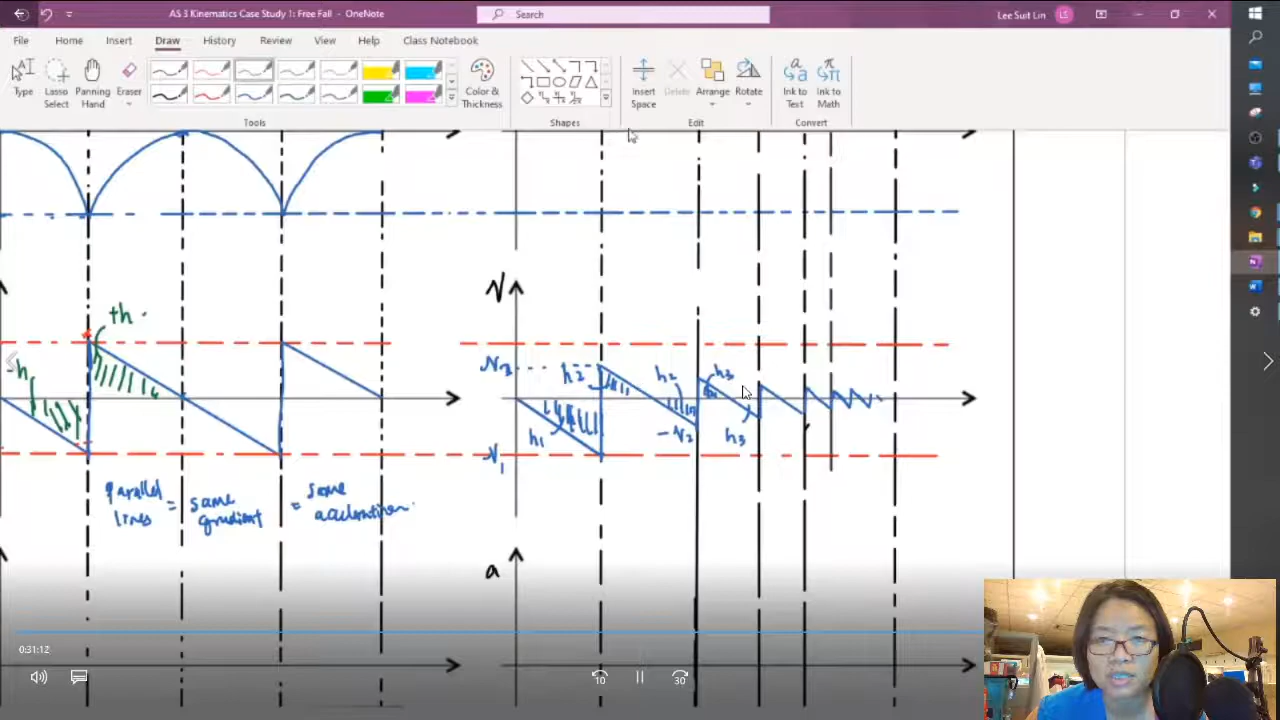 AS 3 Kinematics Case Study 1: Free Fall - OneNote
Search
Lee Suit Lin
LS
File Home Insert Draw History Review View Help Class Notebook
Type
Lasso Select
Panning Hand
Eraser
Color & Thickness
Insert Space
Delete
Arrange
Rotate
Ink to Text
Ink to Math
Tools
Shapes
Edit
Convert
+h
-h
parallel lines = same gradient = same
V
h2
h2
h3
h1
-V2
h3
V1
a
0:31:12
10
30